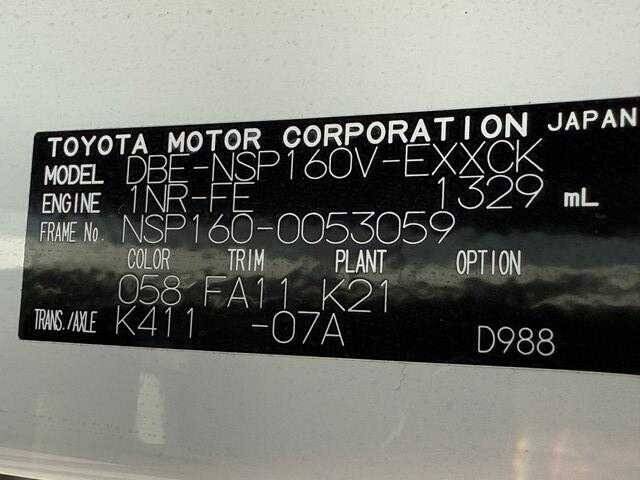 TOYOTA MOTOR CORPORATION JAPAN
MODEL DBE-NSP160V-EXXCK
ENGINE 1NR-FE 1329 mL
FRAME No. NSP160-0053059
COLOR TRIM PLANT OPTION
058 FA11 K21
TRANS./AXLE K411 -07A D988